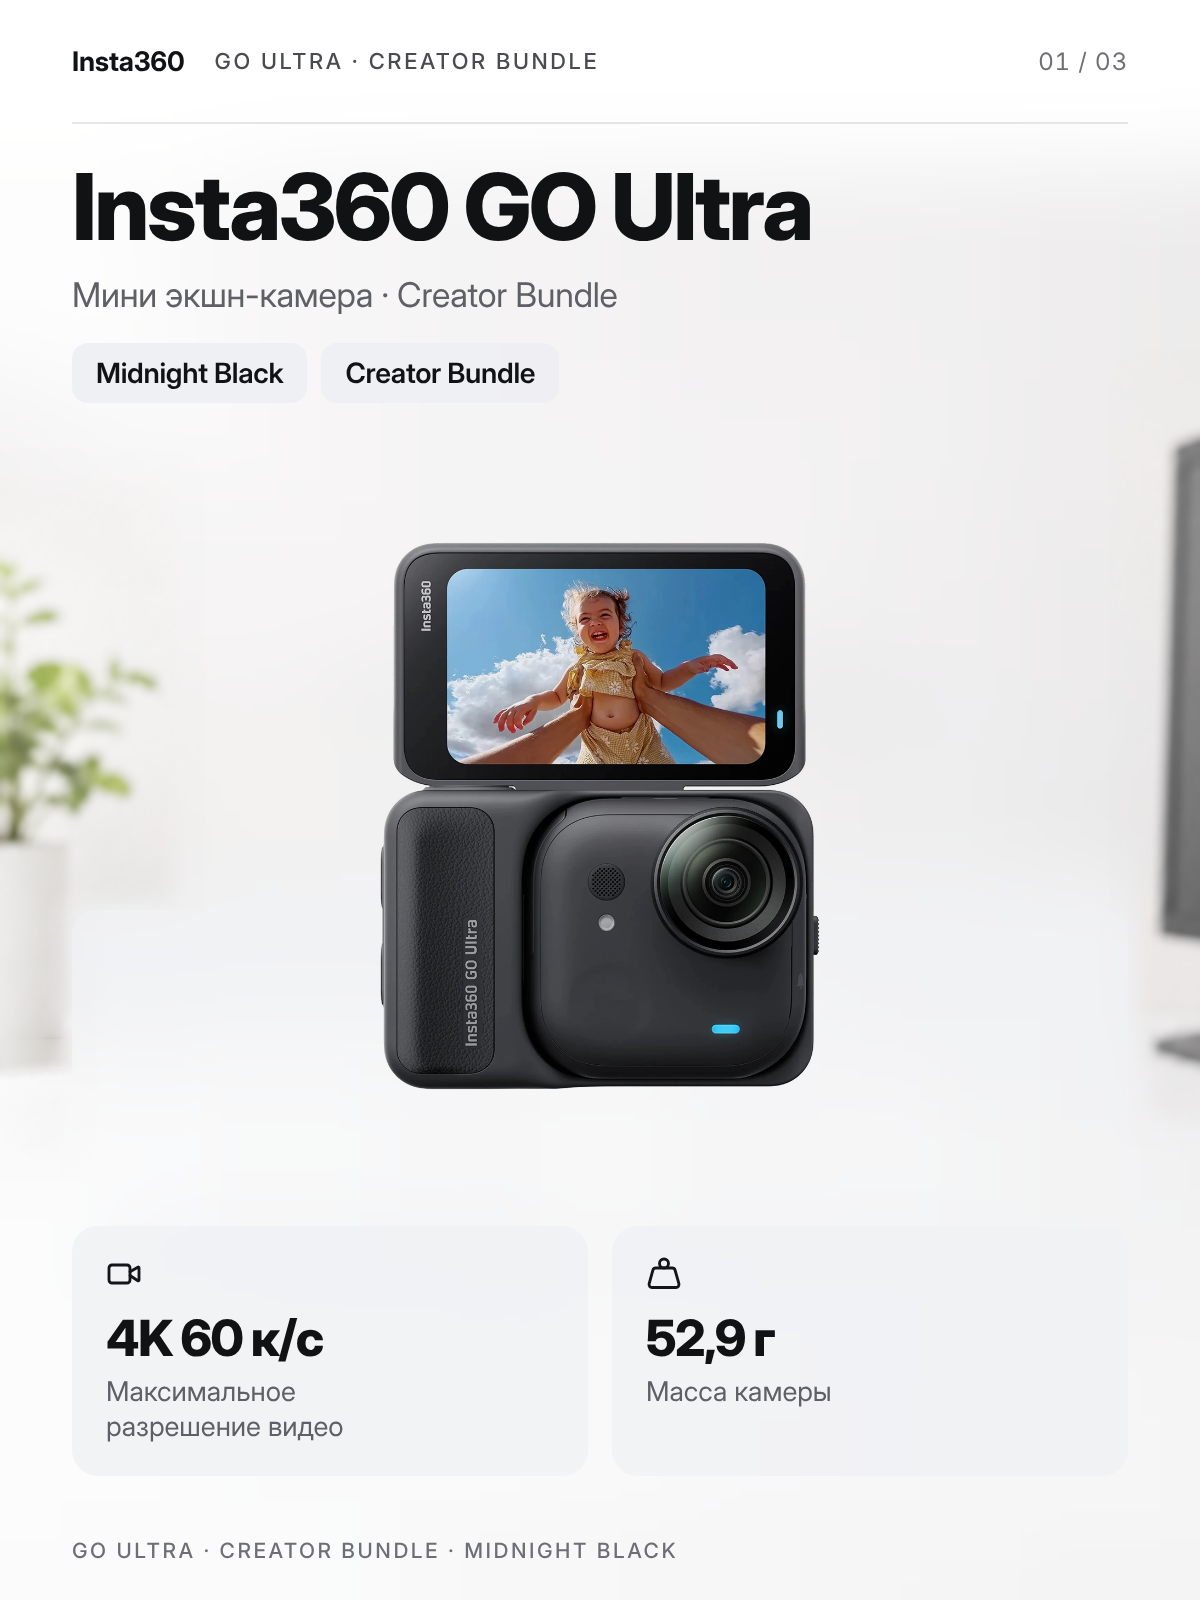 Insta360 GO ULTRA · CREATOR BUNDLE 01 / 03
Insta360 GO Ultra
Мини экшн-камера · Creator Bundle
Midnight Black Creator Bundle
Insta360
Insta360 GO Ultra
4K 60 к/с
Максимальное
разрешение видео
52,9 г
Масса камеры
GO ULTRA · CREATOR BUNDLE · MIDNIGHT BLACK